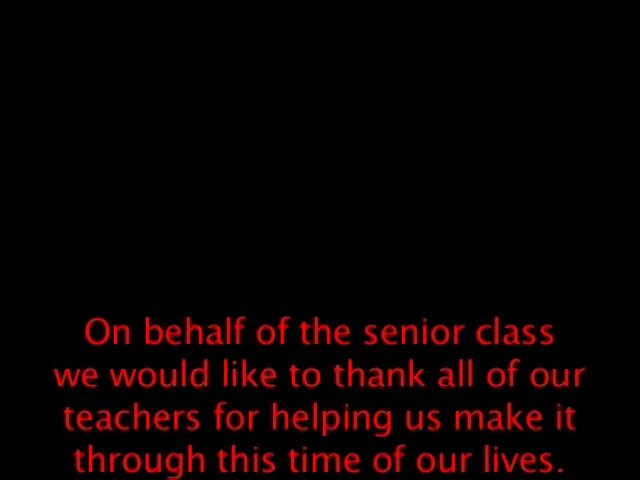 On behalf of the senior class
we would like to thank all of our
teachers for helping us make it
through this time of our lives.